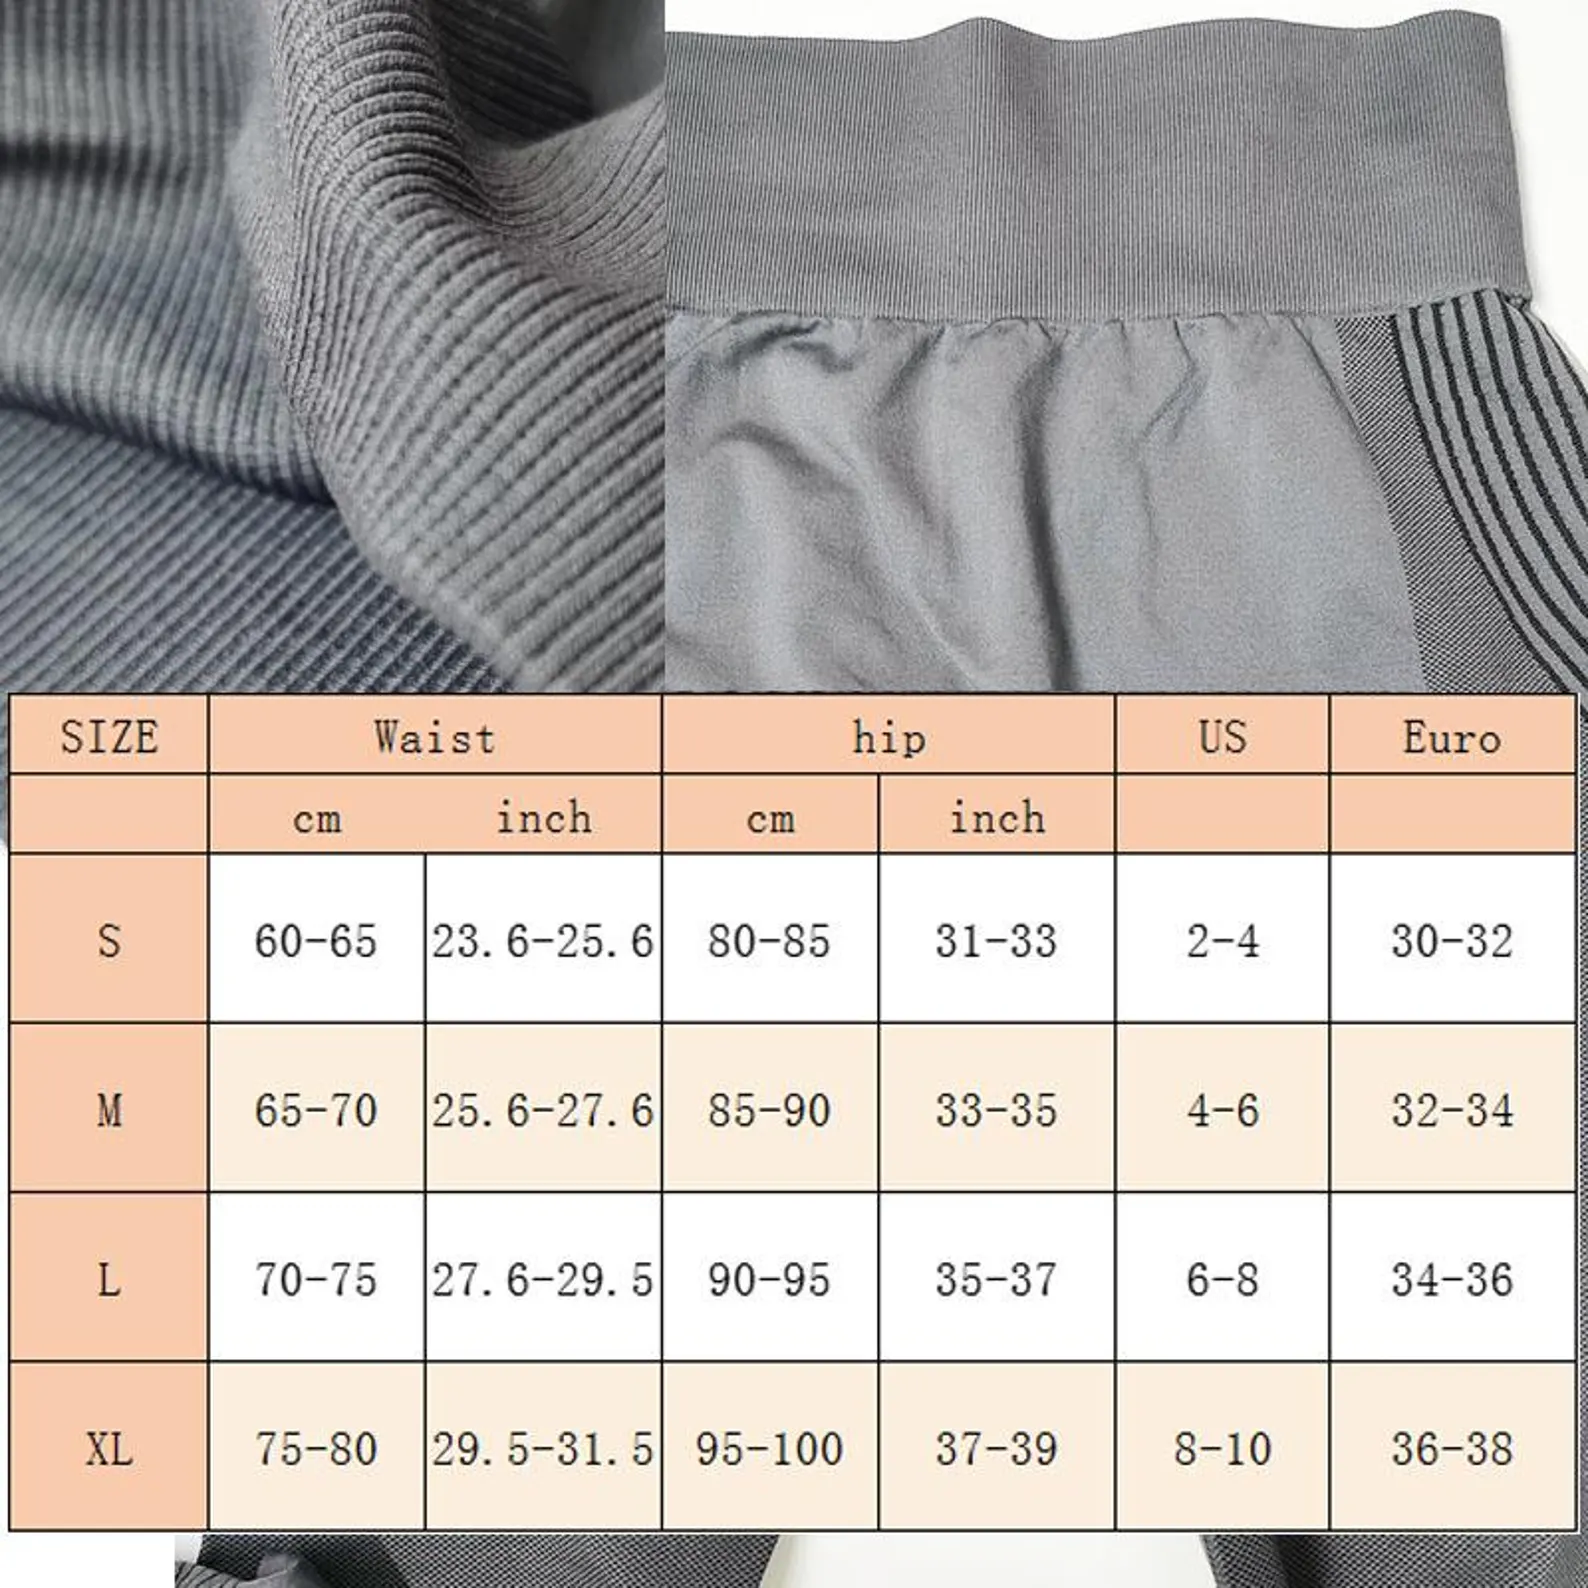 SIZE Waist hip US Euro
cm inch cm inch
S 60-65 23.6-25.6 80-85 31-33 2-4 30-32
M 65-70 25.6-27.6 85-90 33-35 4-6 32-34
L 70-75 27.6-29.5 90-95 35-37 6-8 34-36
XL 75-80 29.5-31.5 95-100 37-39 8-10 36-38